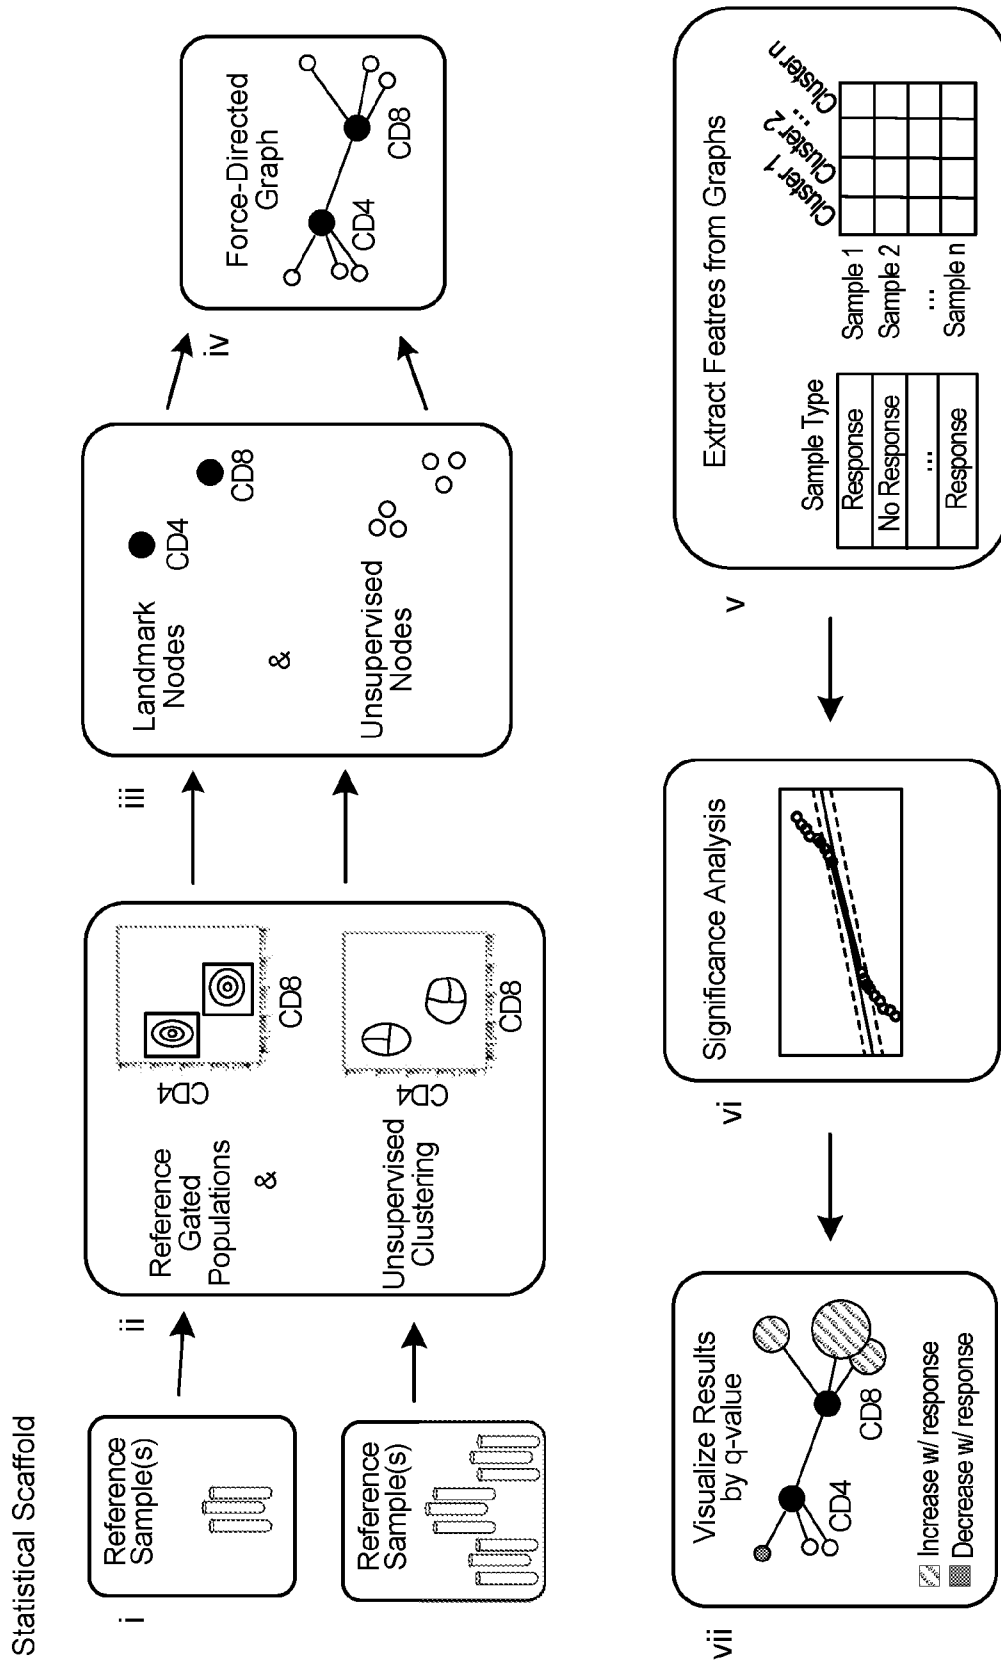 Statistical Scaffold
i
Reference
Sample(s)
Reference
Sample(s)
ii
Reference
Gated
Populations
&
Unsupervised
Clustering
CD4
CD8
CD4
CD8
iii
Landmark
Nodes
&
Unsupervised
Nodes
CD4
CD8
iv
Force-Directed
Graph
CD4
CD8
v
Extract Featres from Graphs
Sample Type
Response
No Response
...
Response
Sample 1
Sample 2
...
Sample n
Cluster 1
Cluster 2
...
Cluster n
vi
Significance Analysis
vii
Visualize Results
by q-value
CD4
CD8
Increase w/ response
Decrease w/ response